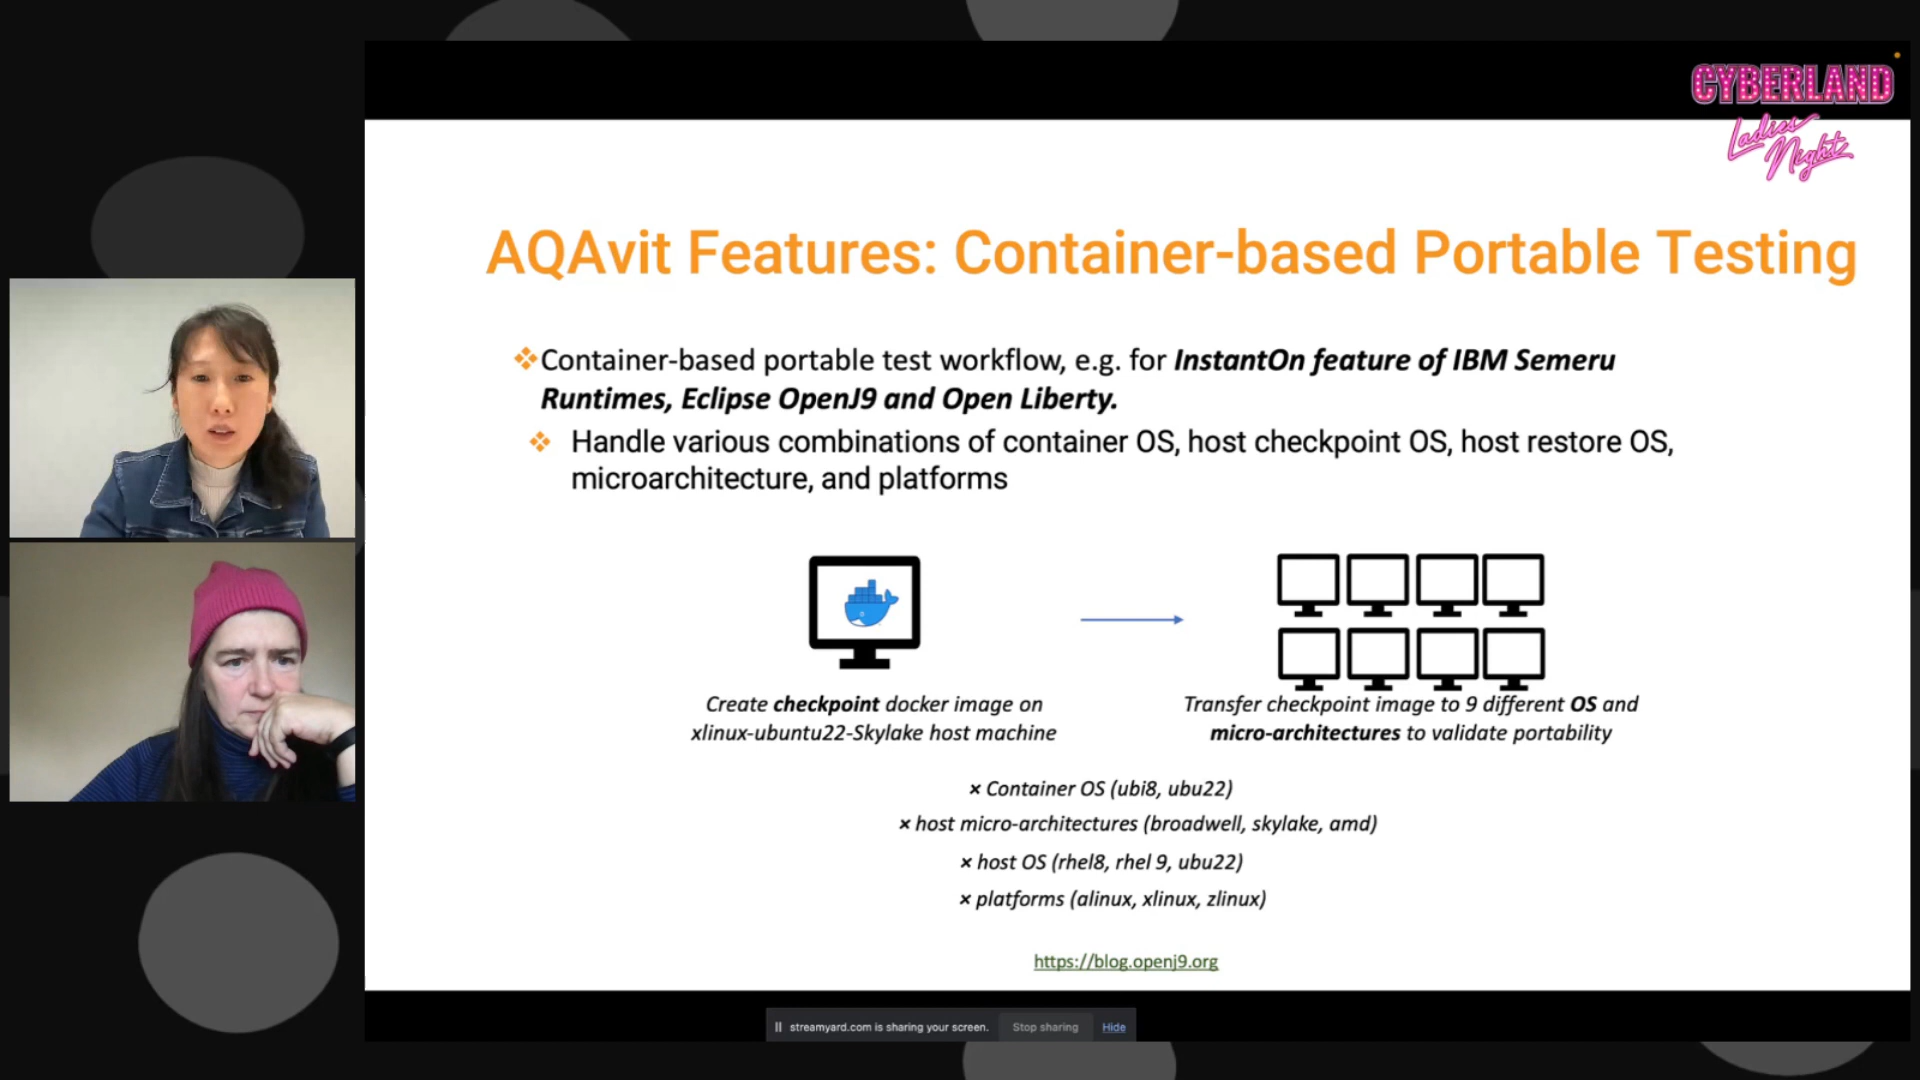 CYBERLAND
Ladies
Night
AQAvit Features: Container-based Portable Testing
❖Container-based portable test workflow, e.g. for InstantOn feature of IBM Semeru
Runtimes, Eclipse OpenJ9 and Open Liberty.
❖ Handle various combinations of container OS, host checkpoint OS, host restore OS,
microarchitecture, and platforms
Create checkpoint docker image on
xlinux-ubuntu22-Skylake host machine
Transfer checkpoint image to 9 different OS and
micro-architectures to validate portability
× Container OS (ubi8, ubu22)
× host micro-architectures (broadwell, skylake, amd)
× host OS (rhel8, rhel 9, ubu22)
× platforms (alinux, xlinux, zlinux)
https://blog.openj9.org
streamyard.com is sharing your screen. Stop sharing Hide